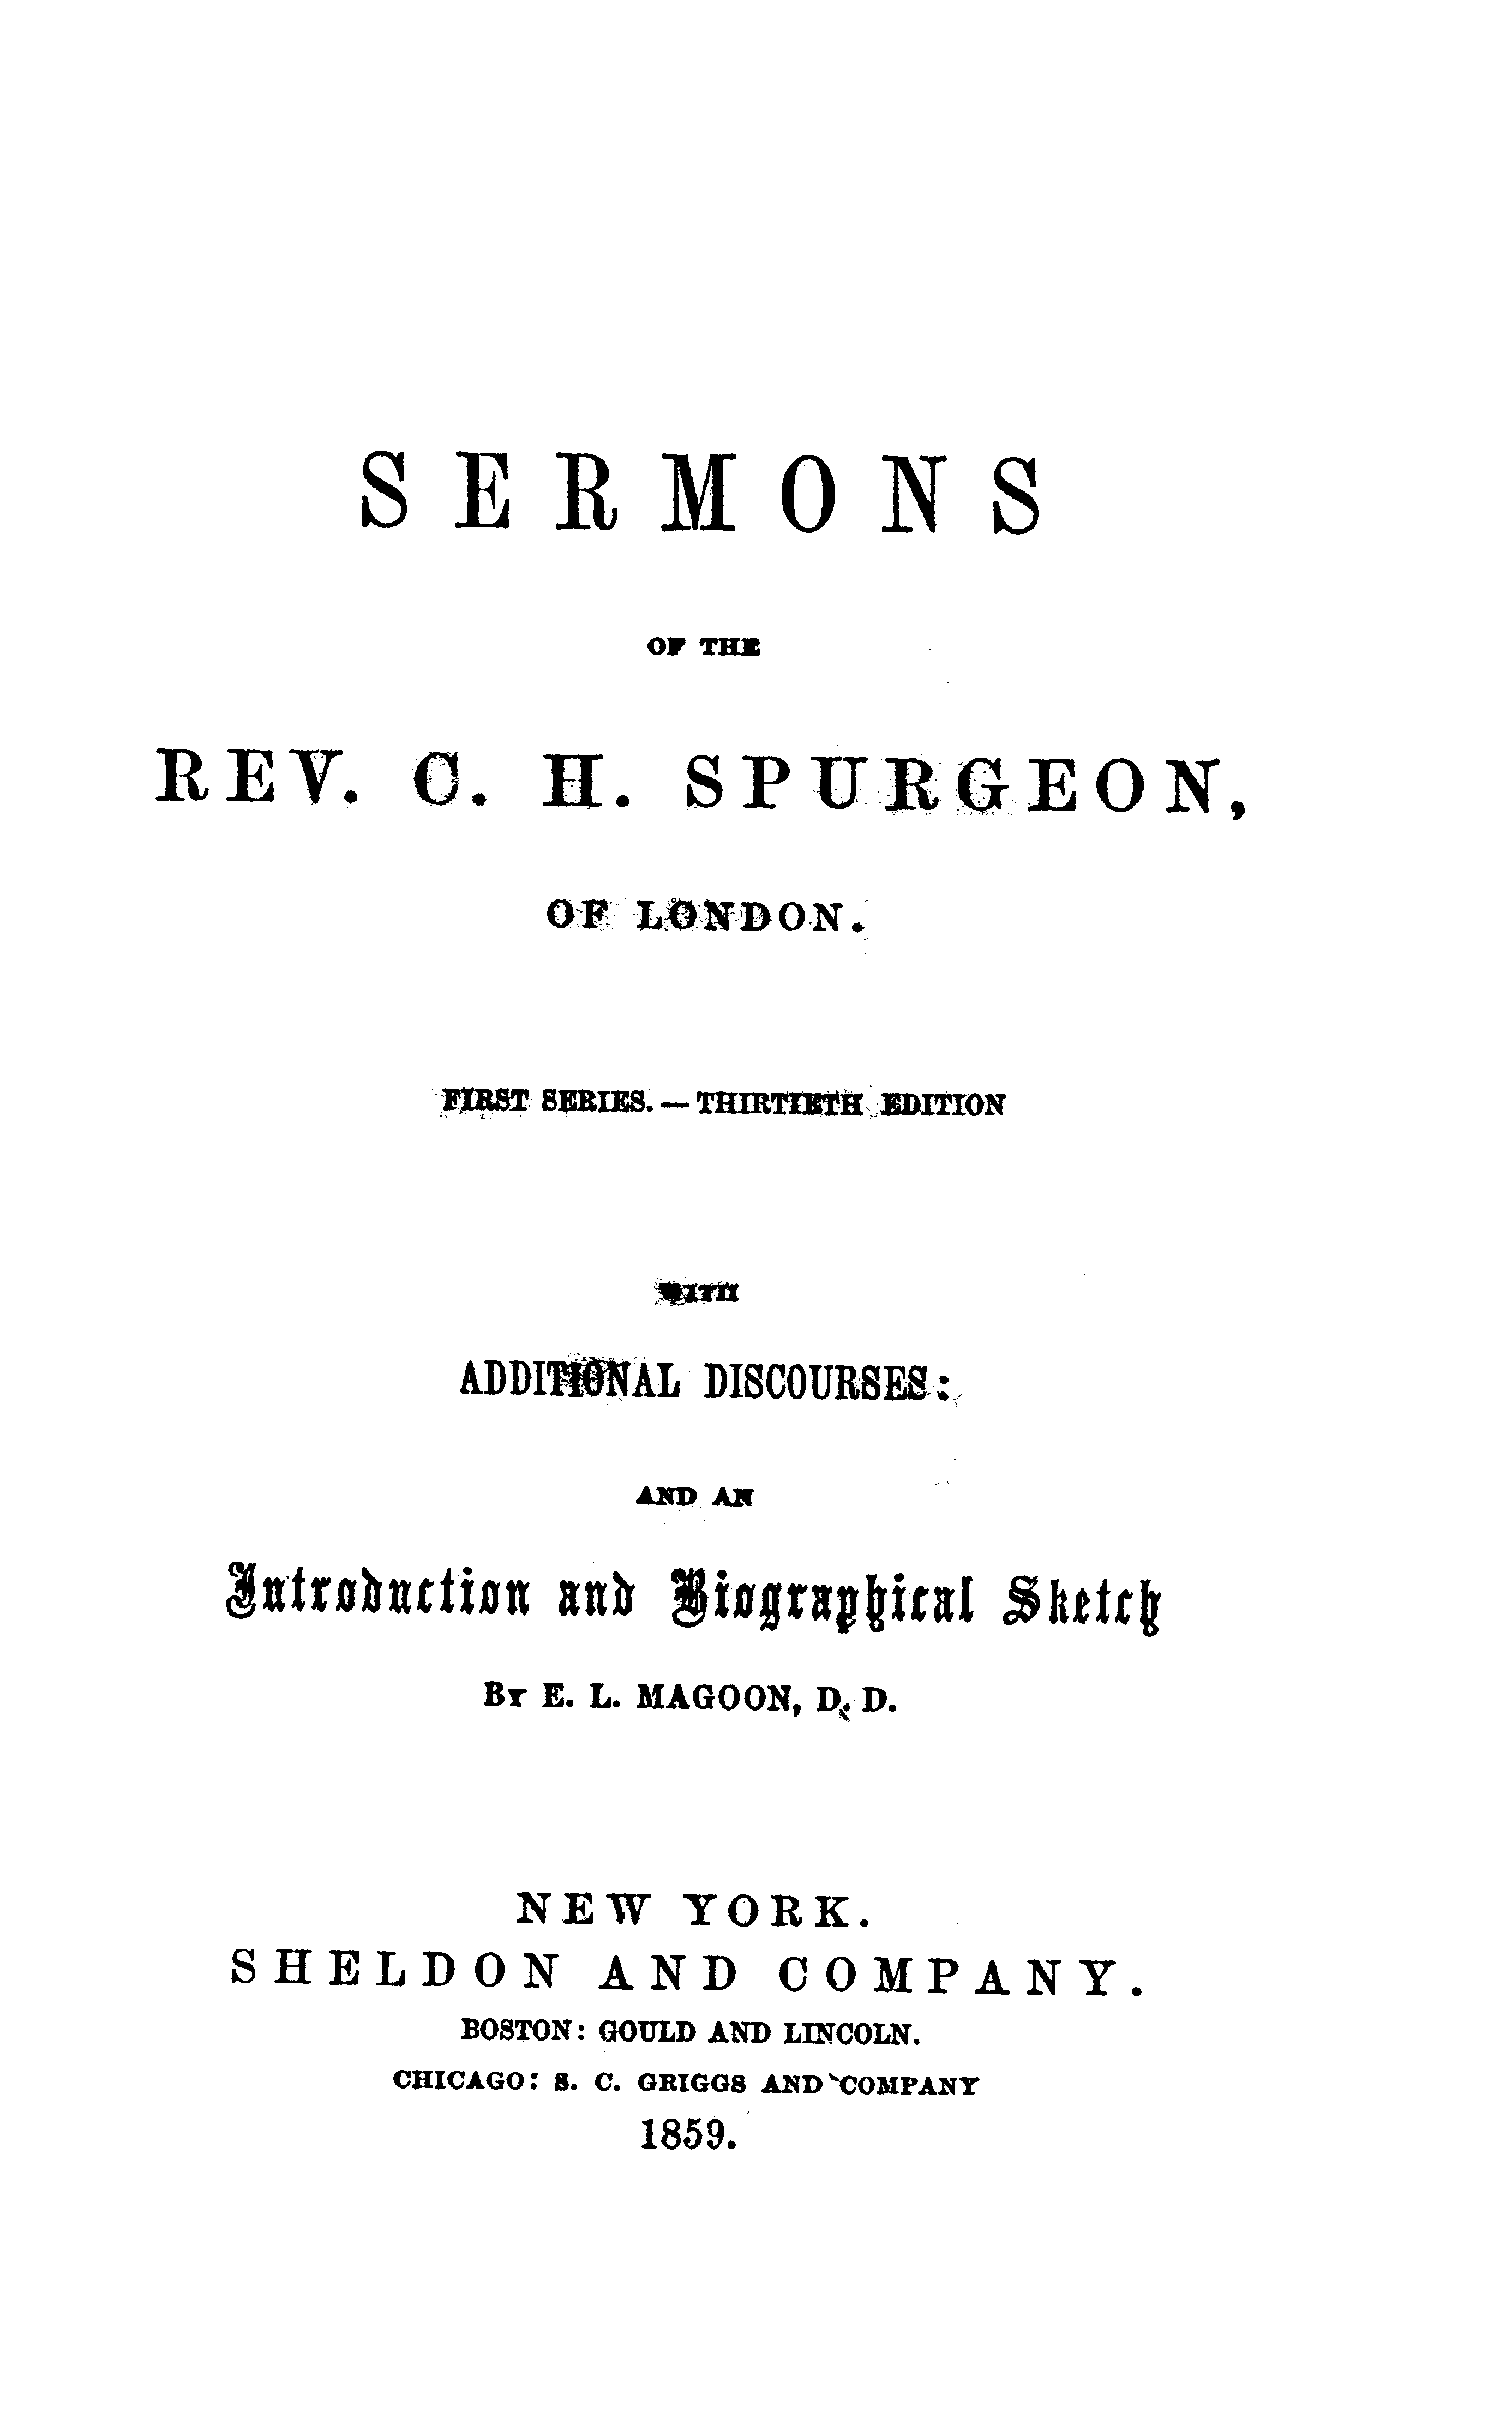 SERMONS
OF THE
REV. C. H. SPURGEON,
OF LONDON.
FIRST SERIES.—THIRTIETH EDITION
WITH
ADDITIONAL DISCOURSES:
AND AN
Introduction and Biographical Sketch
BY E. L. MAGOON, D. D.
NEW YORK.
SHELDON AND COMPANY.
BOSTON: GOULD AND LINCOLN.
CHICAGO: S. C. GRIGGS AND COMPANY
1859.